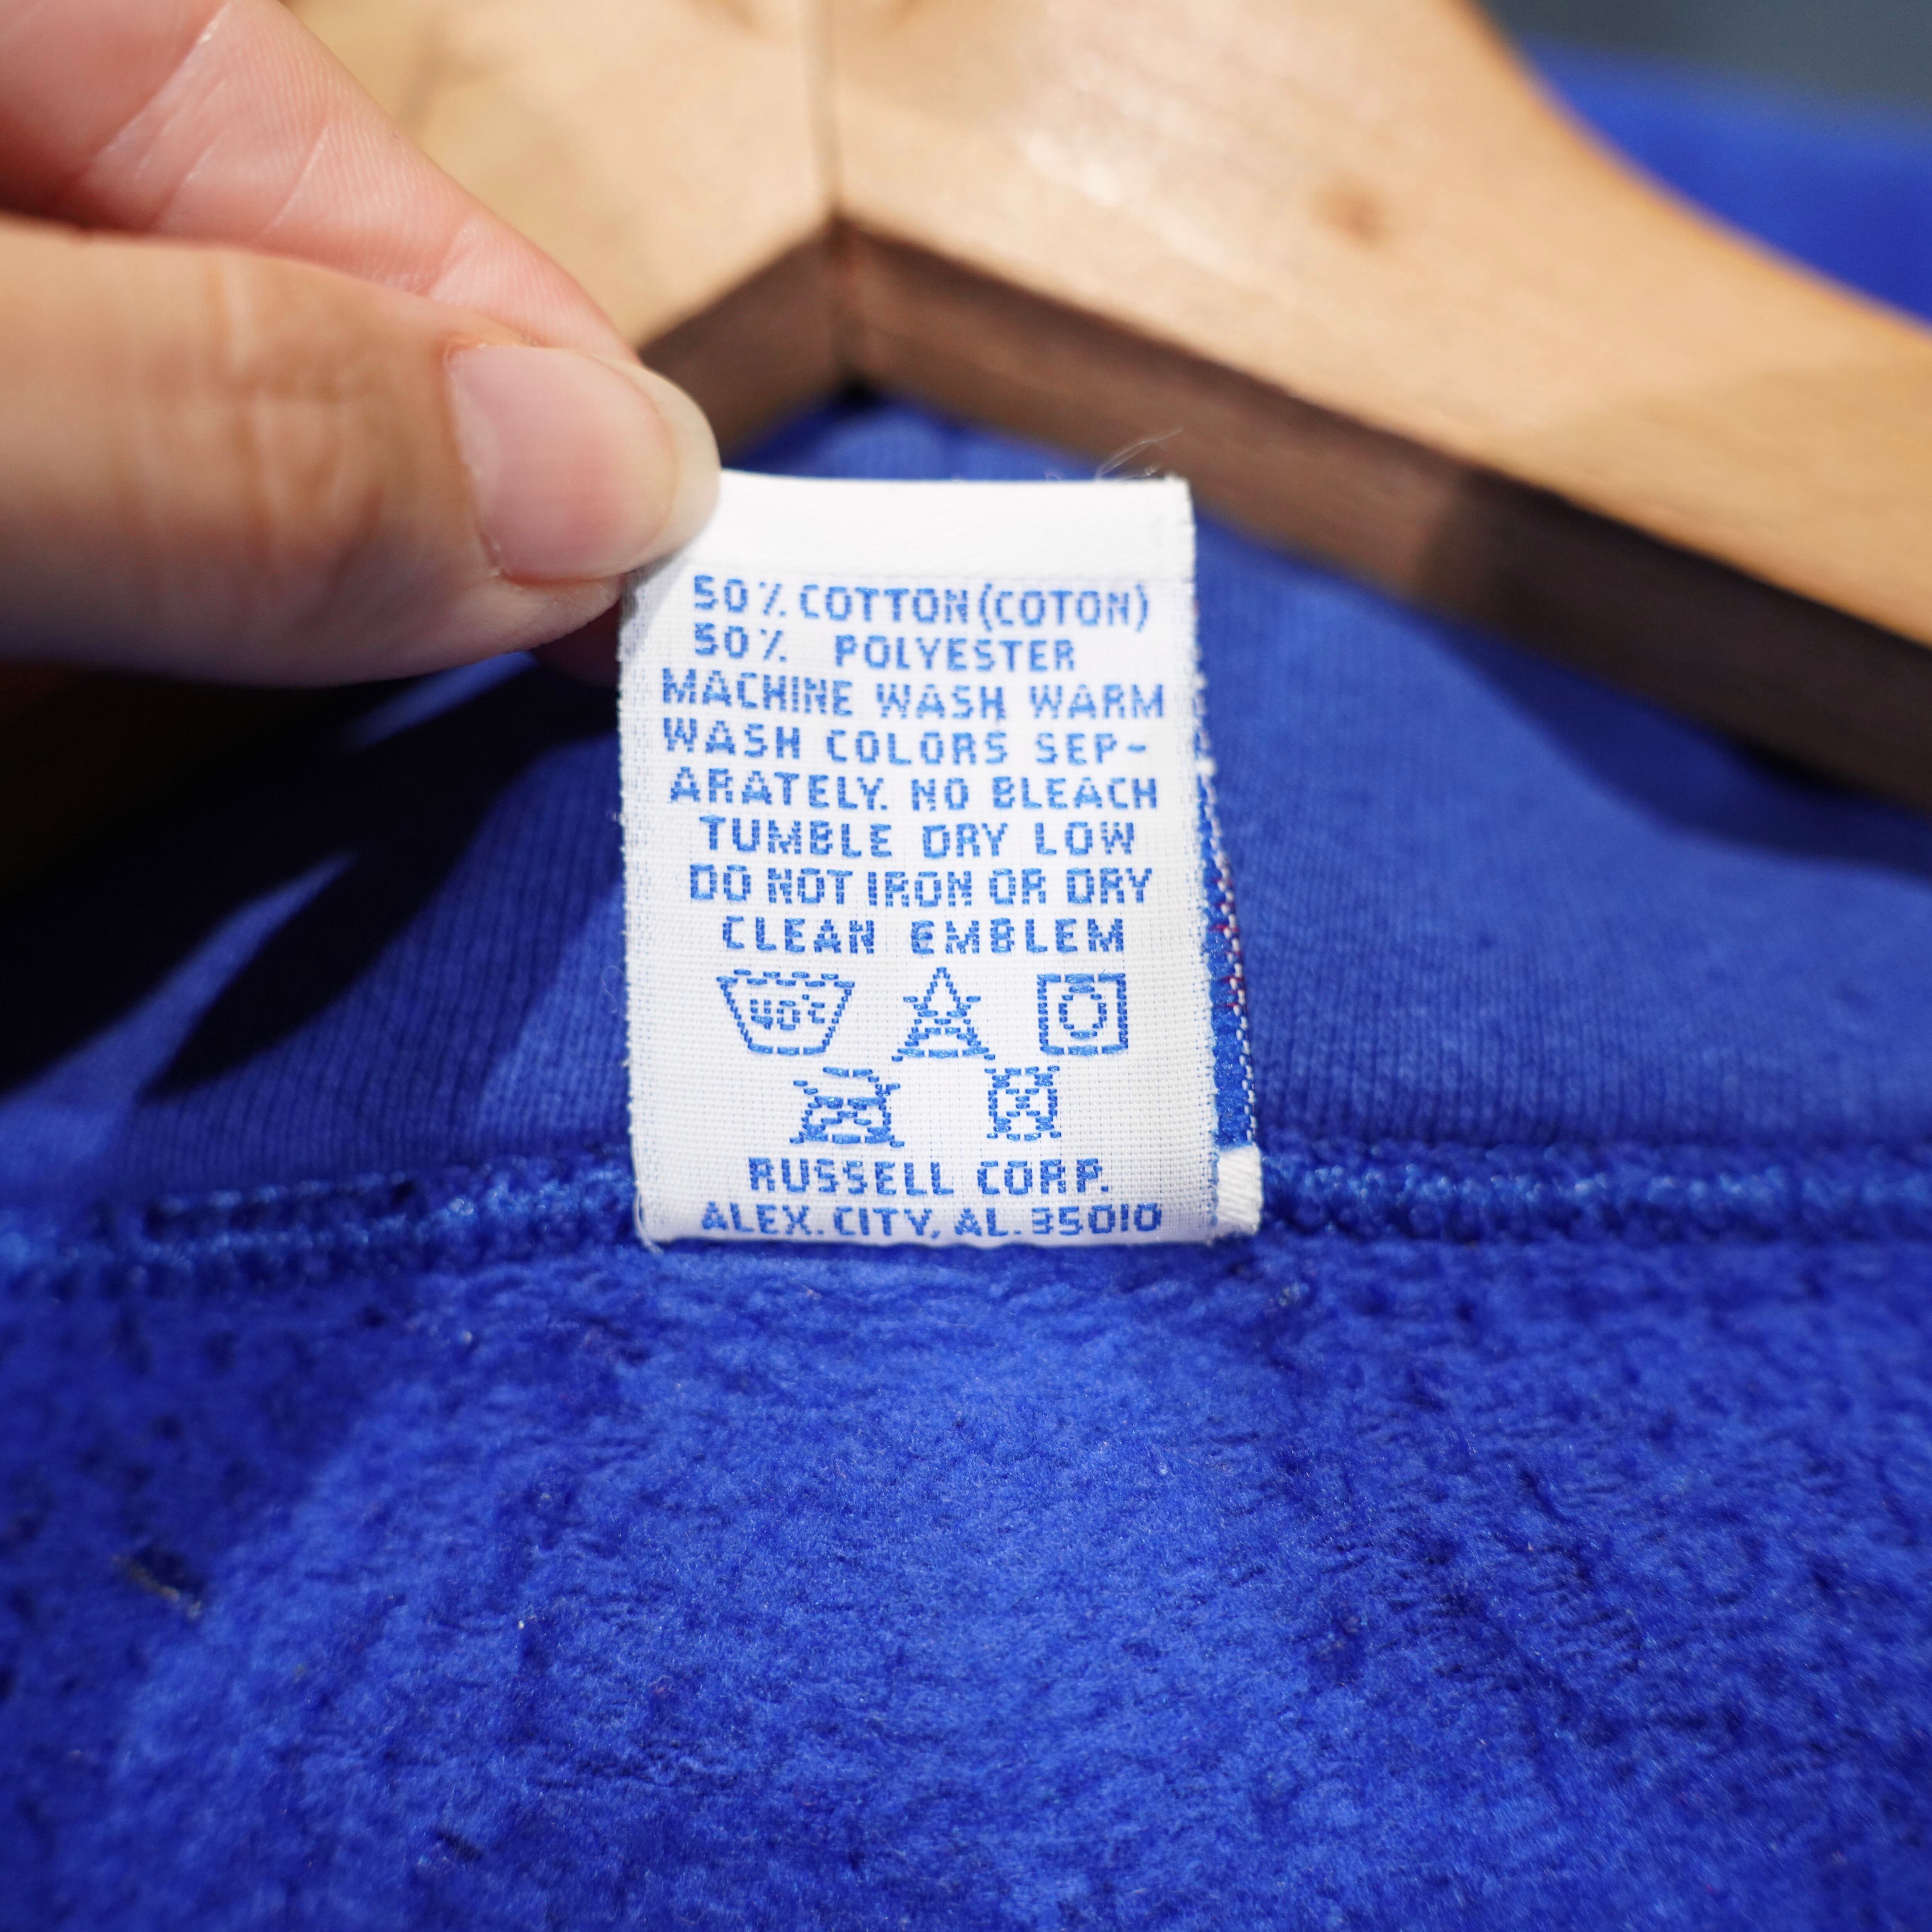 50% COTTON (COTON)
50% POLYESTER
MACHINE WASH WARM
WASH COLORS SEP-
ARATELY. NO BLEACH
TUMBLE DRY LOW
DO NOT IRON OR DRY
CLEAN EMBLEM
40°C
RUSSELL CORP.
ALEX. CITY, AL. 35010